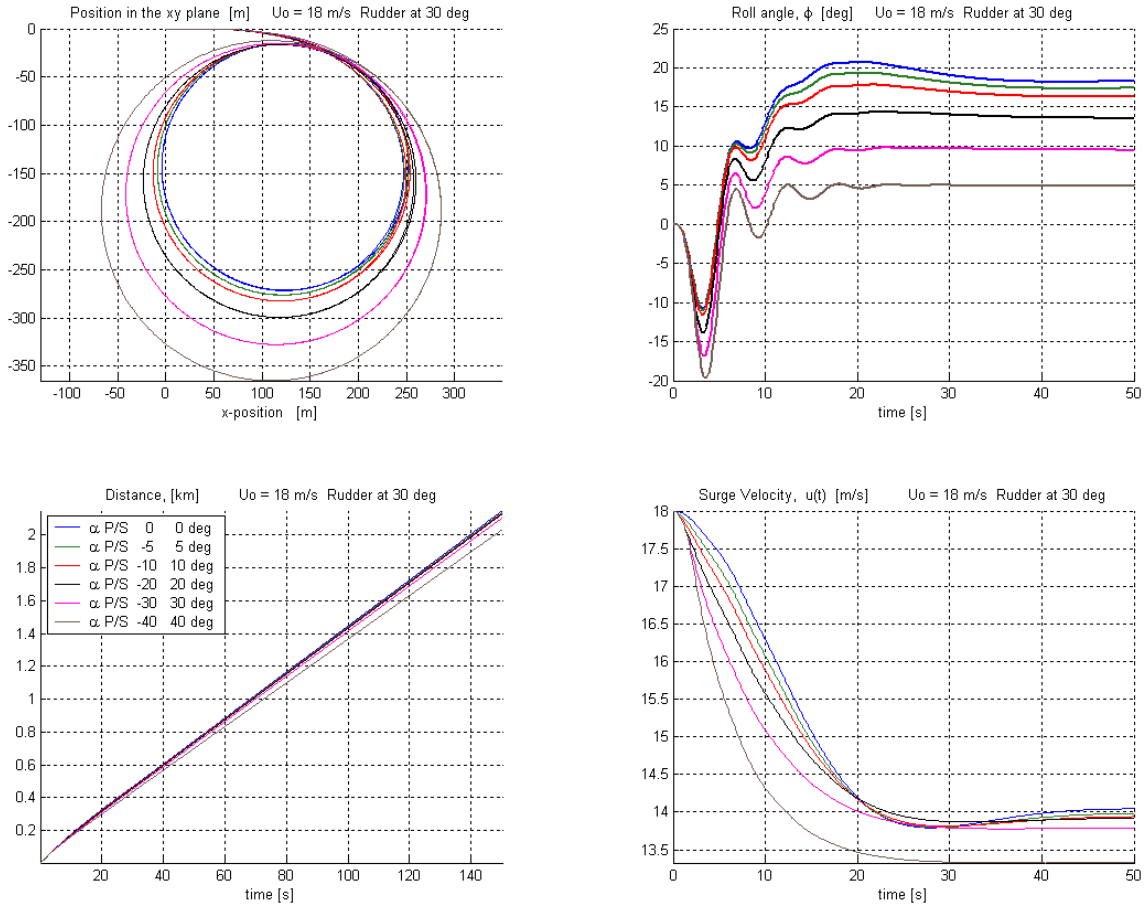 Position in the xy plane [m] Uo = 18 m/s Rudder at 30 deg
0
-50
-100
-150
-200
-250
-300
-350
-100 -50 0 50 100 150 200 250 300
x-position [m]
Roll angle, ϕ [deg] Uo = 18 m/s Rudder at 30 deg
25
20
15
10
5
0
-5
-10
-15
-20
0 10 20 30 40 50
time [s]
Distance, [km] Uo = 18 m/s Rudder at 30 deg
α P/S 0 0 deg
α P/S -5 5 deg
α P/S -10 10 deg
α P/S -20 20 deg
α P/S -30 30 deg
α P/S -40 40 deg
2
1.8
1.6
1.4
1.2
1
0.8
0.6
0.4
0.2
20 40 60 80 100 120 140
time [s]
Surge Velocity, u(t) [m/s] Uo = 18 m/s Rudder at 30 deg
18
17.5
17
16.5
16
15.5
15
14.5
14
13.5
0 10 20 30 40 50
time [s]